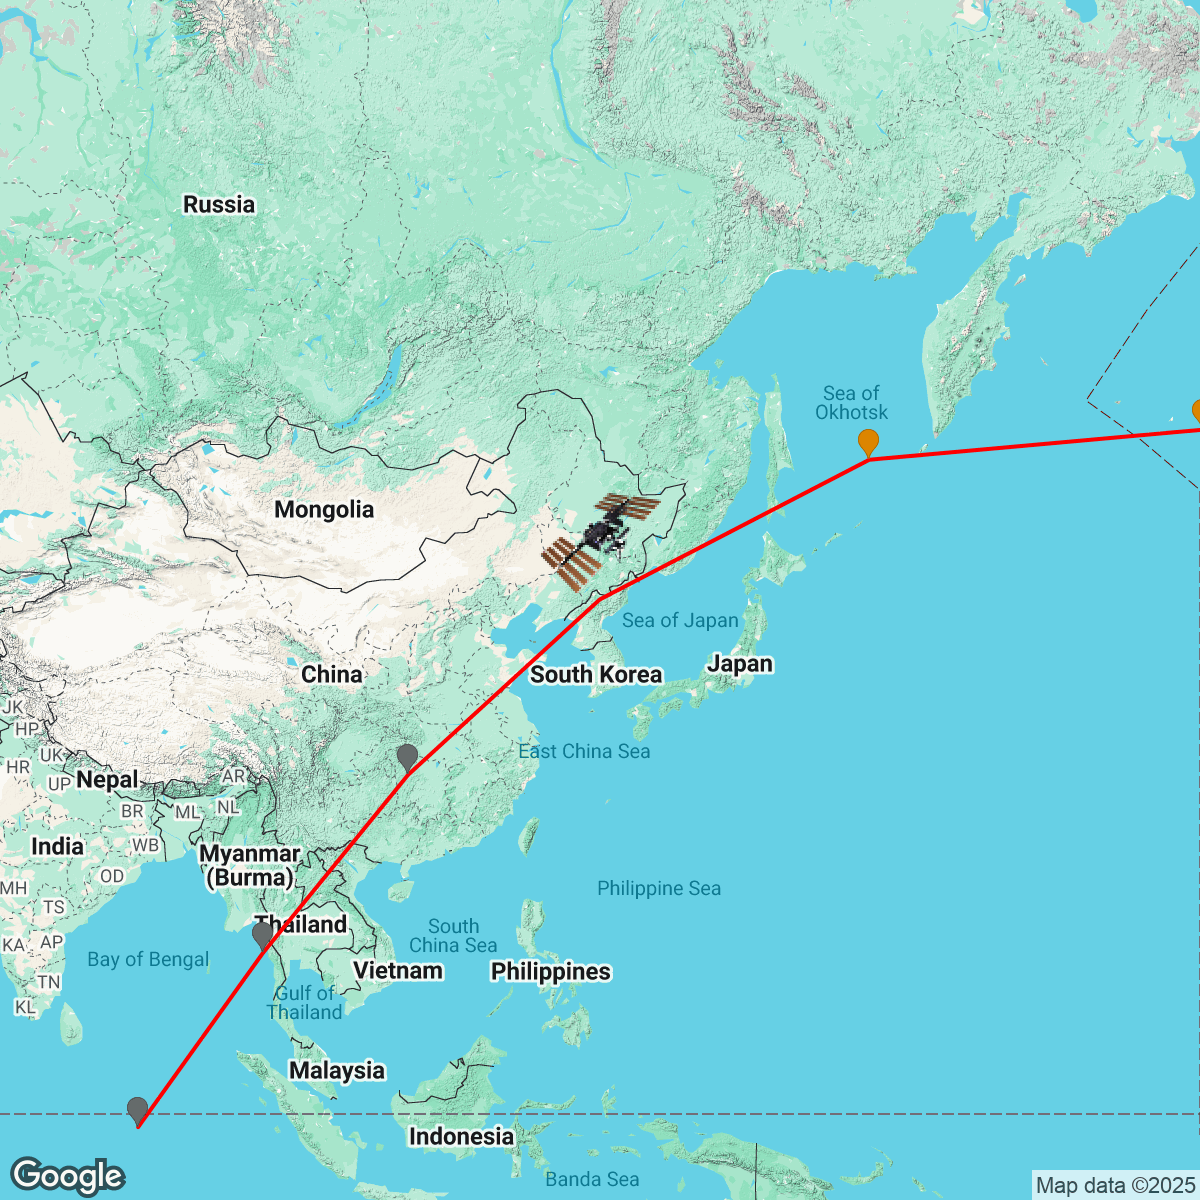 Russia
Sea of
Okhotsk
Mongolia
Sea of Japan
China
South Korea
Japan
JK
HP
UK
HR
UP
Nepal
AR
East China Sea
BR
ML
NL
India
WB
Myanmar
(Burma)
OD
MH
TS
Philippine Sea
Thailand
South
China Sea
KA
AP
Bay of Bengal
Vietnam
Philippines
TN
Gulf of
Thailand
KL
Malaysia
Indonesia
Banda Sea
Google
Map data ©2025